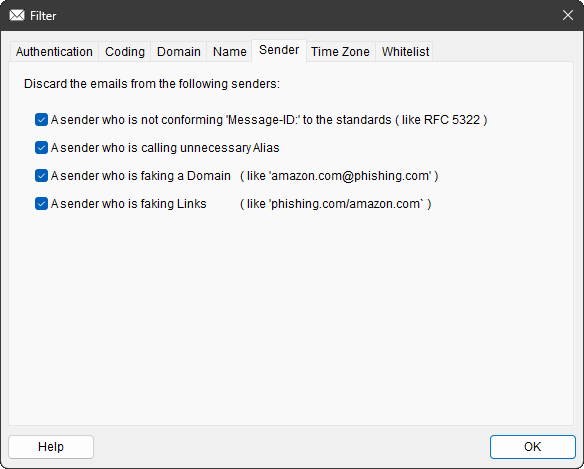 Filter
Authentication Coding Domain Name Sender Time Zone Whitelist
Discard the emails from the following senders:
A sender who is not conforming 'Message-ID:' to the standards ( like RFC 5322 )
A sender who is calling unnecessary Alias
A sender who is faking a Domain ( like 'amazon.com@phishing.com' )
A sender who is faking Links ( like 'phishing.com/amazon.com` )
Help OK